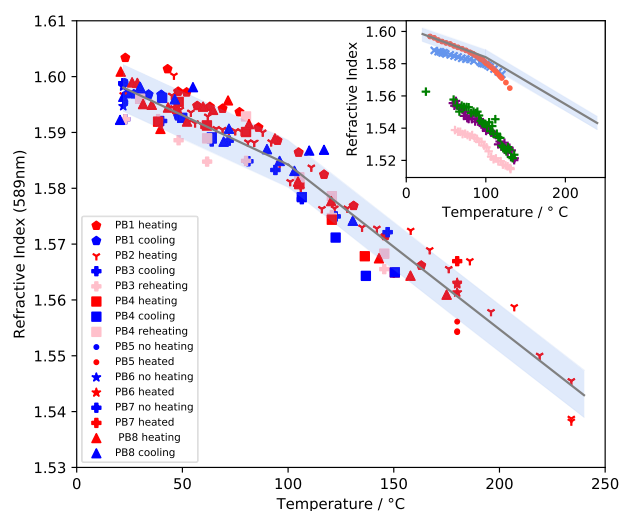 1.61
1.60
1.59
1.58
1.57
1.56
1.55
1.54
1.53
Refractive Index (589nm)
0
50
100
150
200
250
Temperature / °C
PB1 heating
PB1 cooling
PB2 heating
PB3 cooling
PB3 reheating
PB4 heating
PB4 cooling
PB4 reheating
PB5 no heating
PB5 heated
PB6 no heating
PB6 heated
PB7 no heating
PB7 heated
PB8 heating
PB8 cooling
1.60
1.58
1.56
1.54
1.52
Refractive Index
0
100
200
Temperature / ° C